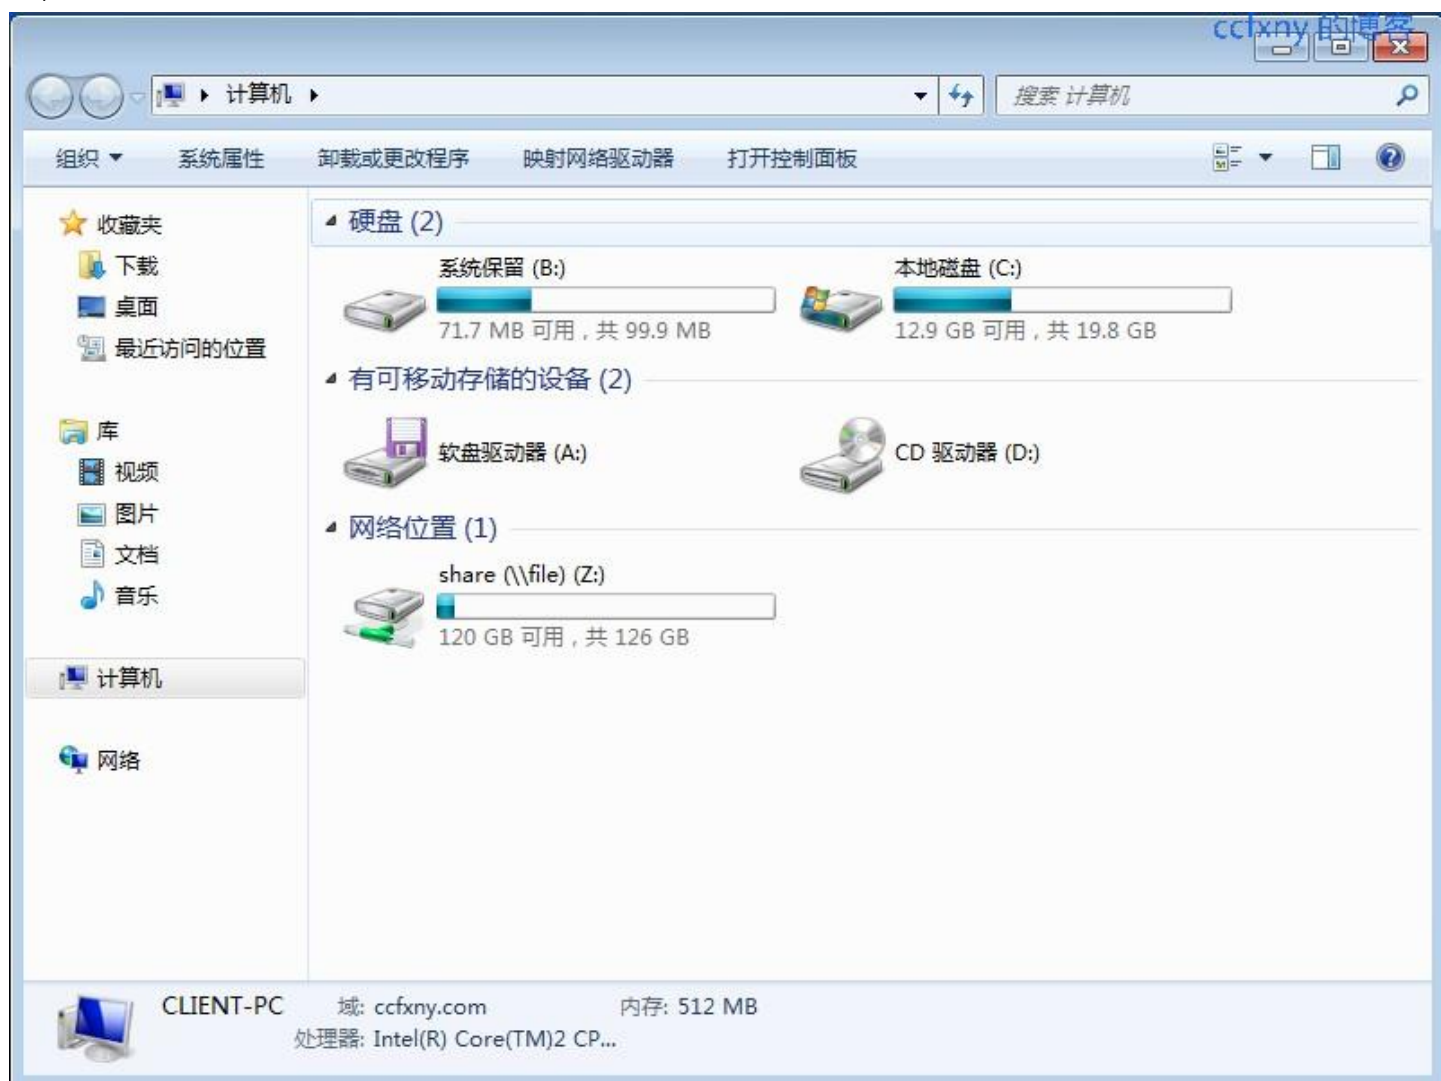 ccfxny 的博客
计算机
搜索 计算机
组织 系统属性 卸载或更改程序 映射网络驱动器 打开控制面板
收藏夹
下载
桌面
最近访问的位置
库
视频
图片
文档
音乐
计算机
网络
硬盘 (2)
系统保留 (B:)
71.7 MB 可用 , 共 99.9 MB
本地磁盘 (C:)
12.9 GB 可用 , 共 19.8 GB
有可移动存储的设备 (2)
软盘驱动器 (A:)
CD 驱动器 (D:)
网络位置 (1)
share (\\file) (Z:)
120 GB 可用 , 共 126 GB
CLIENT-PC 域: ccfxny.com 内存: 512 MB
处理器: Intel(R) Core(TM)2 CP...